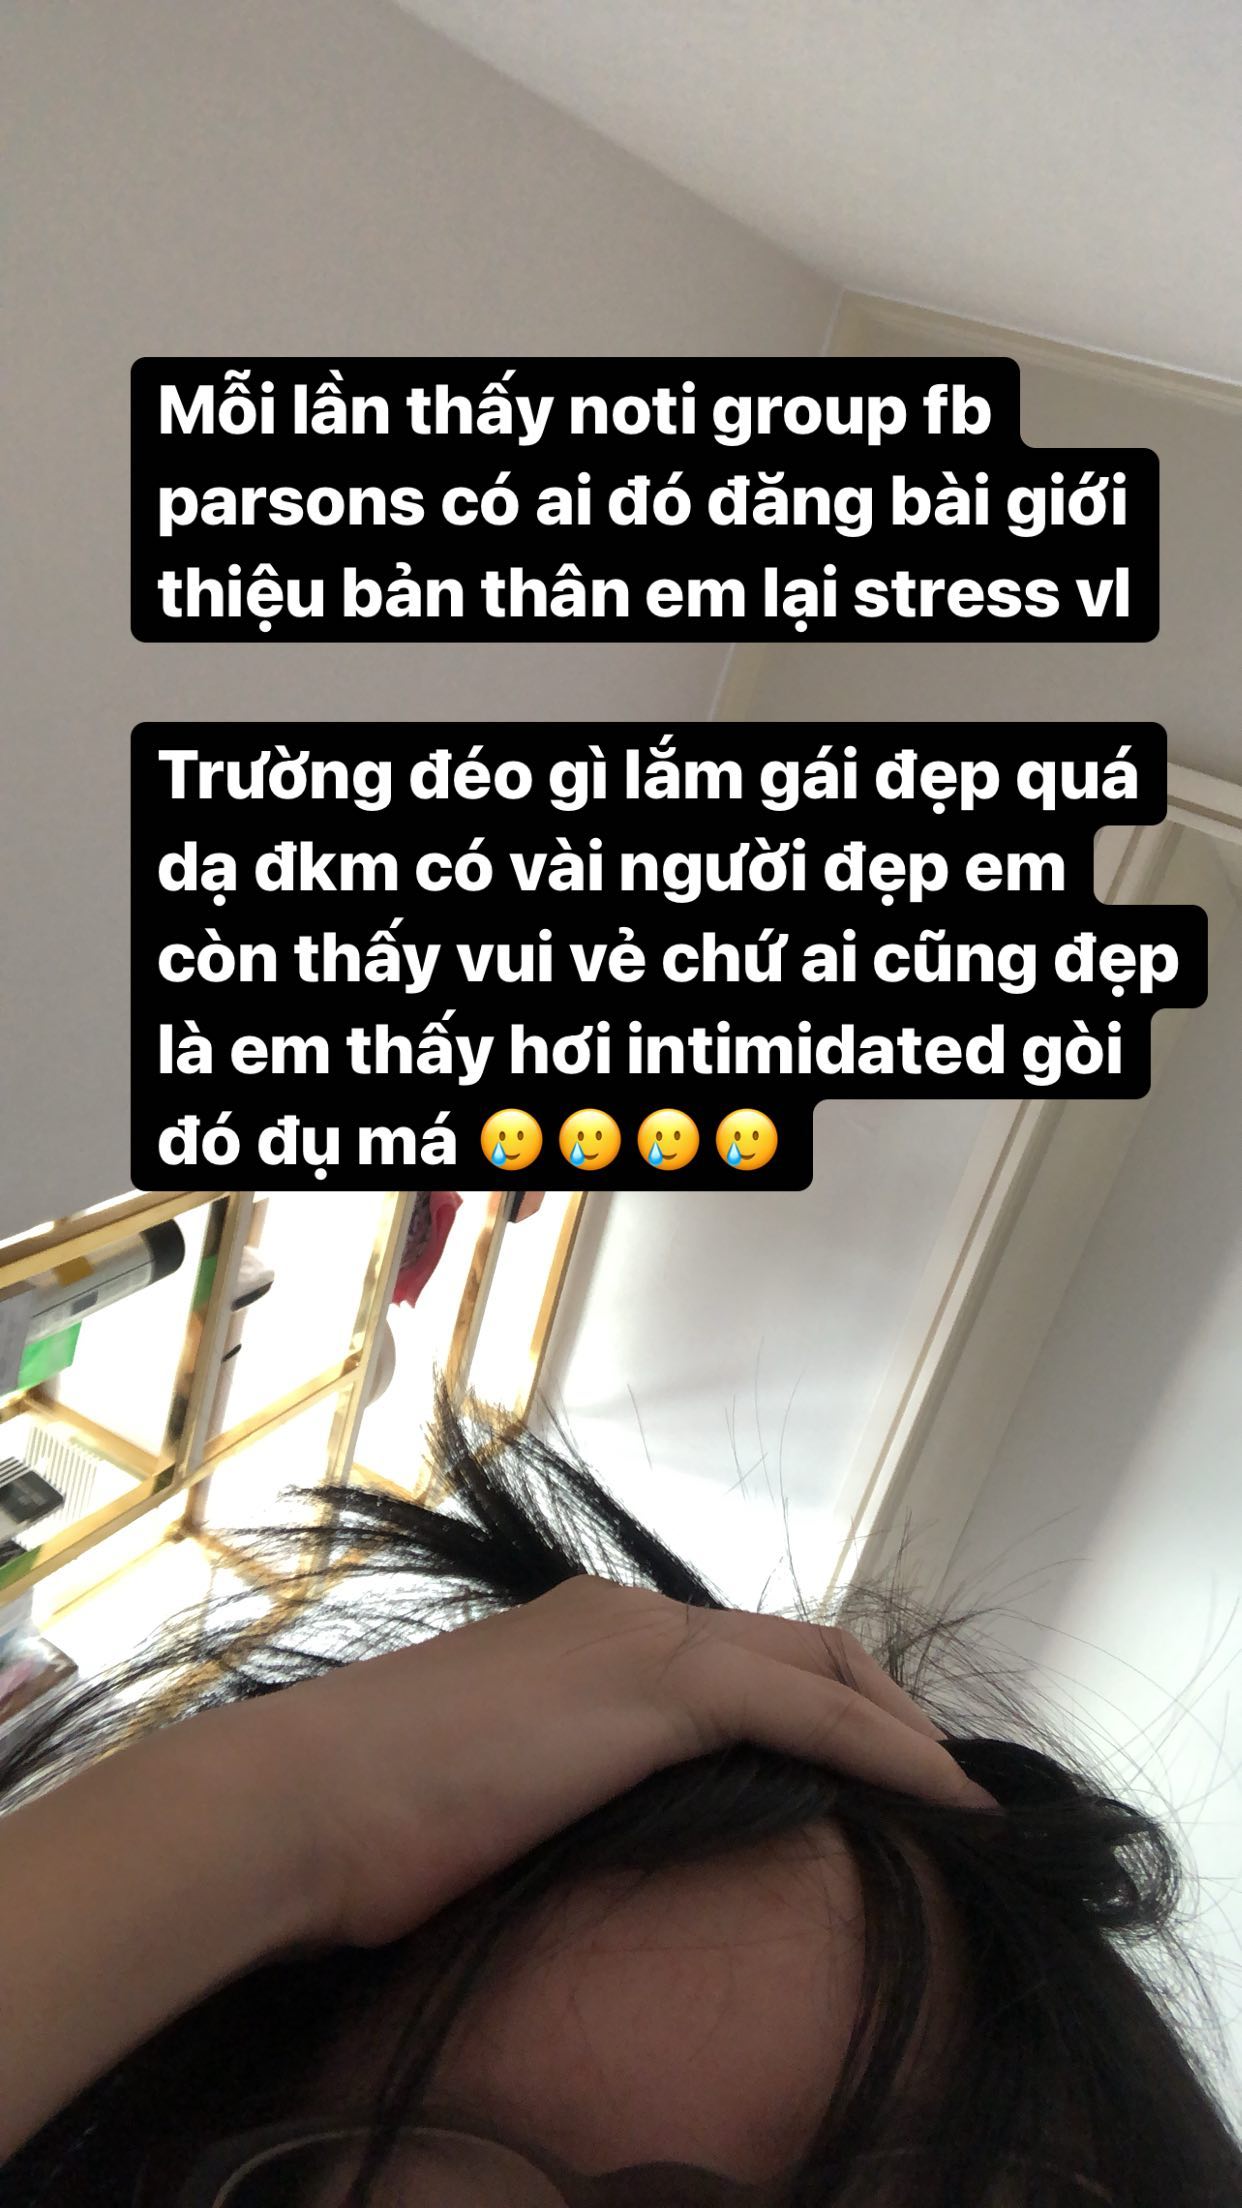 Mỗi lần thấy noti group fb
parsons có ai đó đăng bài giới
thiệu bản thân em lại stress vl
Trường đéo gì lắm gái đẹp quá
dạ đkm có vài người đẹp em
còn thấy vui vẻ chứ ai cũng đẹp
là em thấy hơi intimidated gòi
đó đụ má 🥲🥲🥲🥲